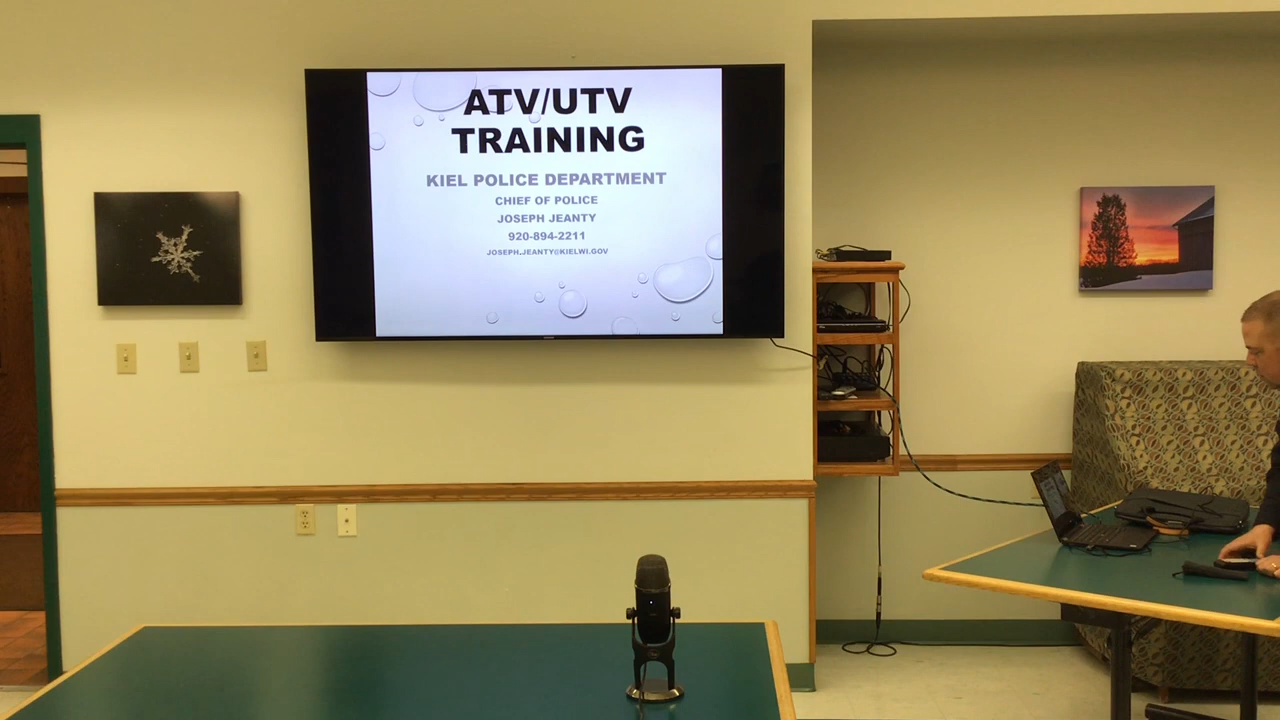 ATV/UTV
TRAINING
KIEL POLICE DEPARTMENT
CHIEF OF POLICE
JOSEPH JEANTY
920-894-2211
JOSEPH.JEANTY@KIELWI.GOV